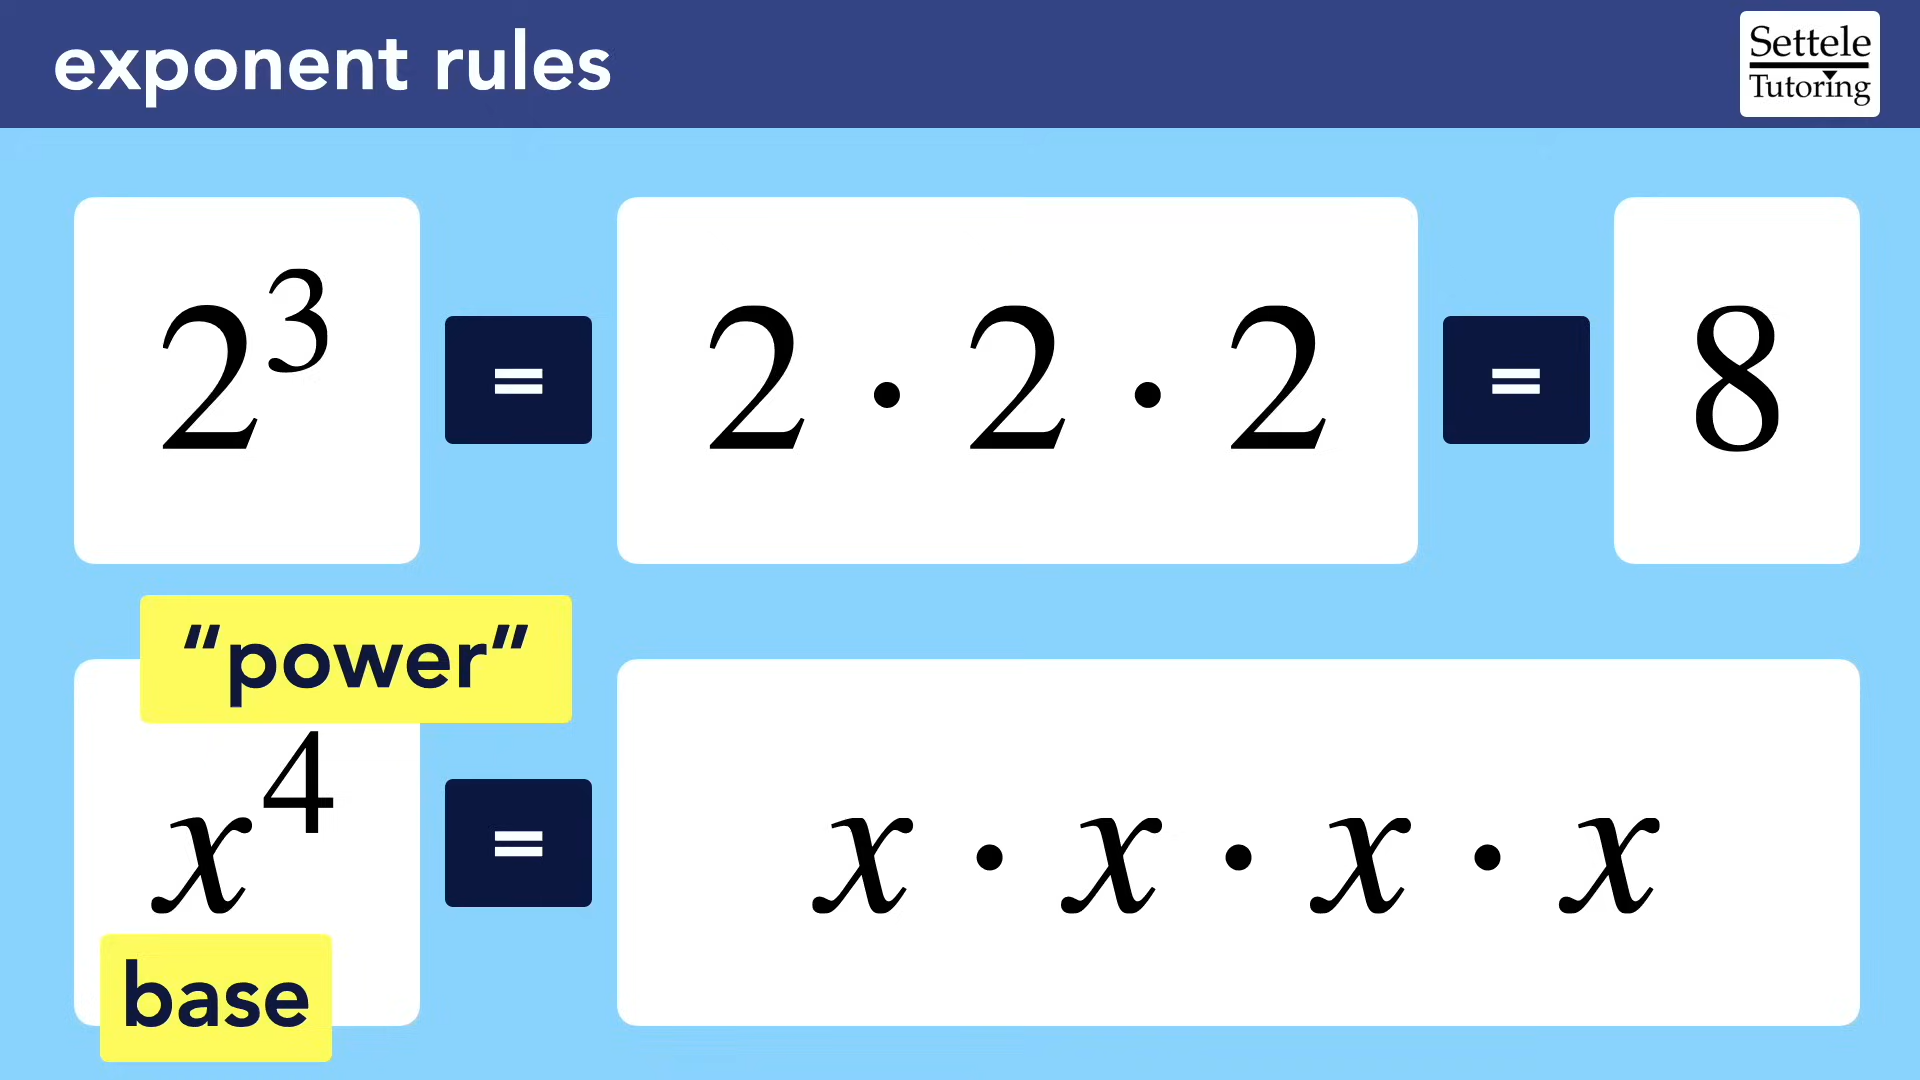 exponent rules
Settele
Tutoring
2³ = 2 · 2 · 2 = 8
“power”
x⁴ = x · x · x · x
base